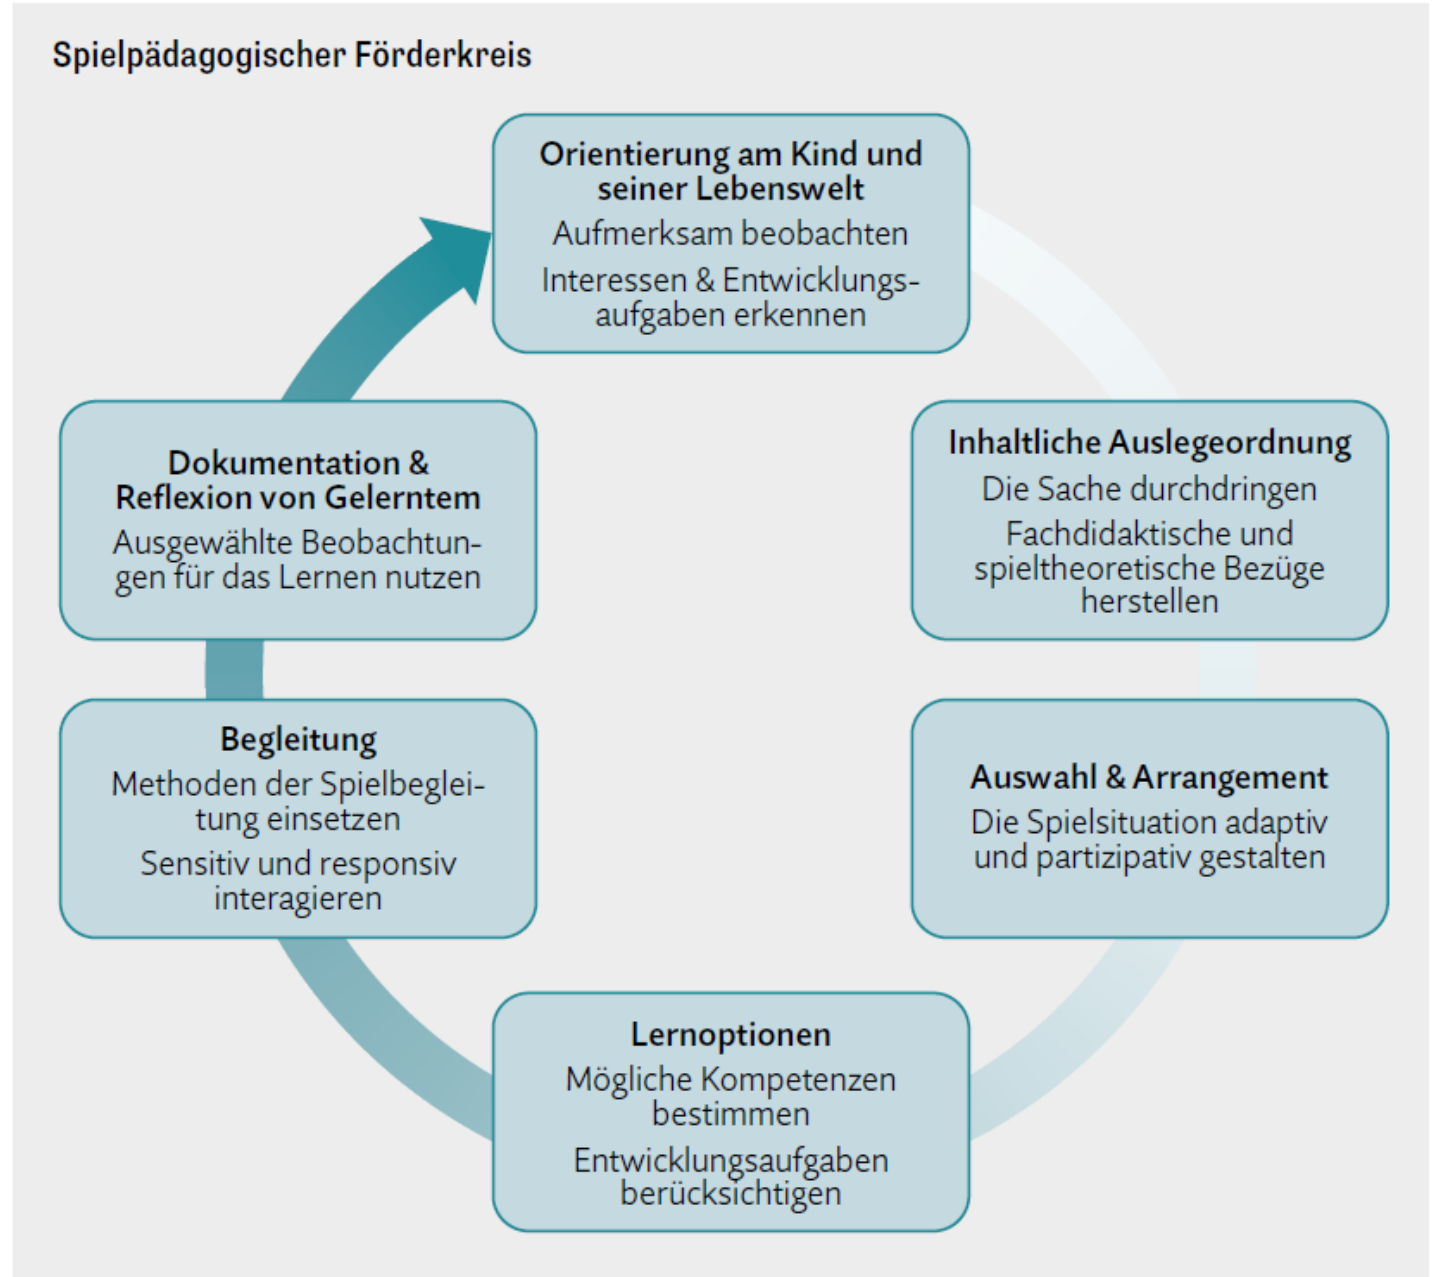 Spielpädagogischer Förderkreis
Orientierung am Kind und
seiner Lebenswelt
Aufmerksam beobachten
Interessen & Entwicklungs-
aufgaben erkennen
Inhaltliche Auslegeordnung
Die Sache durchdringen
Fachdidaktische und
spieltheoretische Bezüge
herstellen
Auswahl & Arrangement
Die Spielsituation adaptiv
und partizipativ gestalten
Lernoptionen
Mögliche Kompetenzen
bestimmen
Entwicklungsaufgaben
berücksichtigen
Begleitung
Methoden der Spielbeglei-
tung einsetzen
Sensitiv und responsiv
interagieren
Dokumentation &
Reflexion von Gelerntem
Ausgewählte Beobachtun-
gen für das Lernen nutzen